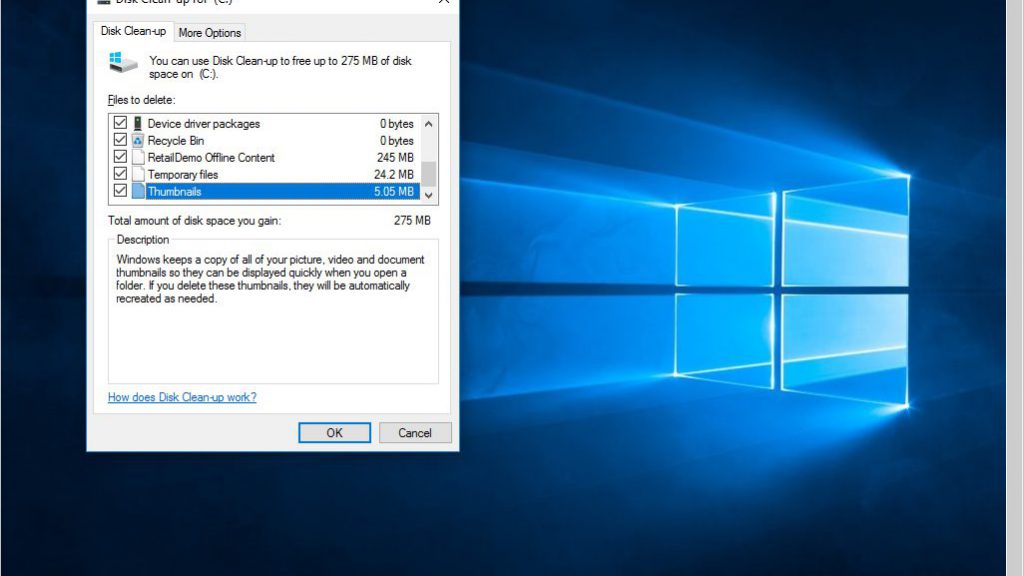 Disk Clean-up for (C:)
Disk Clean-up
More Options
You can use Disk Clean-up to free up to 275 MB of disk
space on (C:).
Files to delete:
Device driver packages 0 bytes
Recycle Bin 0 bytes
RetailDemo Offline Content 245 MB
Temporary files 24.2 MB
Thumbnails 5.05 MB
Total amount of disk space you gain: 275 MB
Description
Windows keeps a copy of all of your picture, video and document
thumbnails so they can be displayed quickly when you open a
folder. If you delete these thumbnails, they will be automatically
recreated as needed.
How does Disk Clean-up work?
OK
Cancel